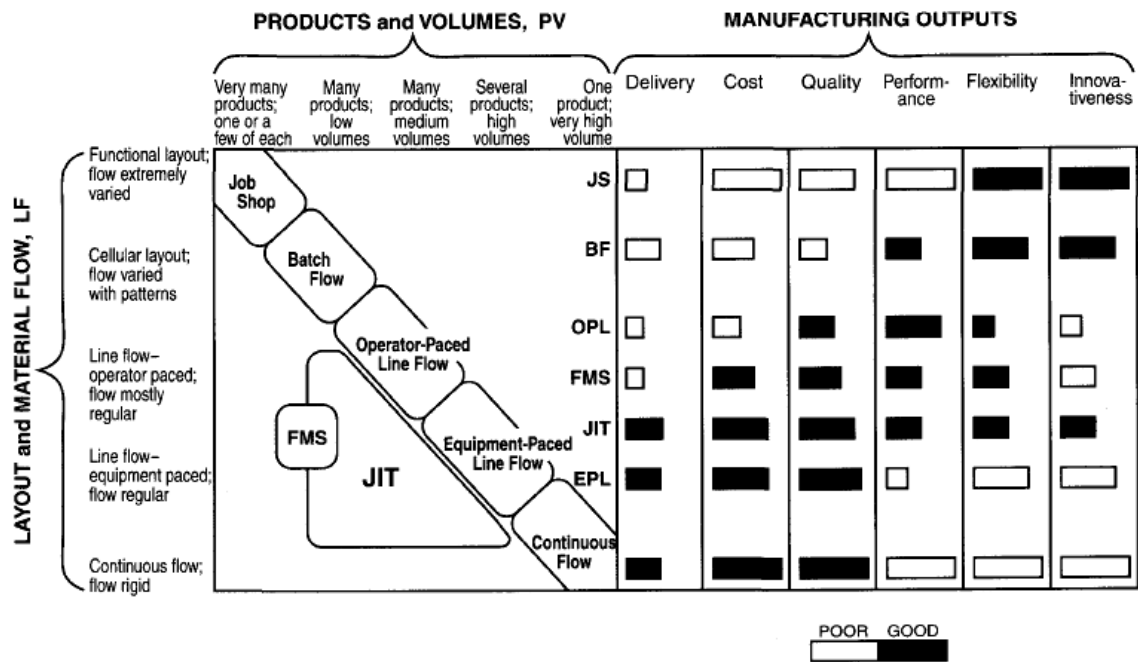 PRODUCTS and VOLUMES, PV
MANUFACTURING OUTPUTS
Very many
products;
one or a
few of each
Many
products;
low
volumes
Many
products;
medium
volumes
Several
products;
high
volumes
One
product;
very high
volume
Delivery
Cost
Quality
Perform-
ance
Flexibility
Innova-
tiveness
LAYOUT and MATERIAL FLOW, LF
Functional layout;
flow extremely
varied
Cellular layout;
flow varied
with patterns
Line flow–
operator paced;
flow mostly
regular
Line flow–
equipment paced;
flow regular
Continuous flow;
flow rigid
Job
Shop
Batch
Flow
Operator-Paced
Line Flow
Equipment-Paced
Line Flow
Continuous
Flow
FMS
JIT
JS
BF
OPL
FMS
JIT
EPL
POOR GOOD